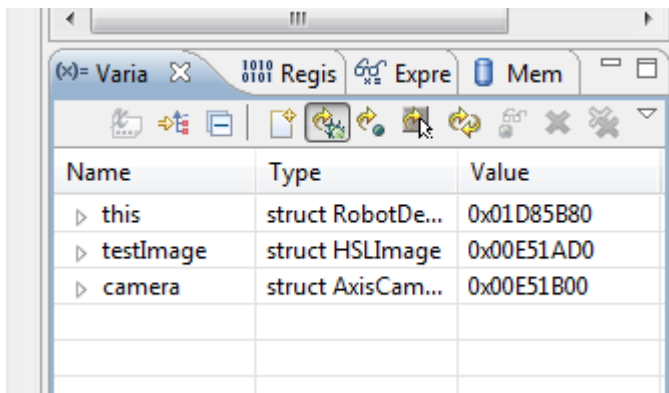 (x)= Varia 1010 0101 Regis Expre Mem
Name Type Value
this struct RobotDe... 0x01D85B80
testImage struct HSLImage 0x00E51AD0
camera struct AxisCam... 0x00E51B00